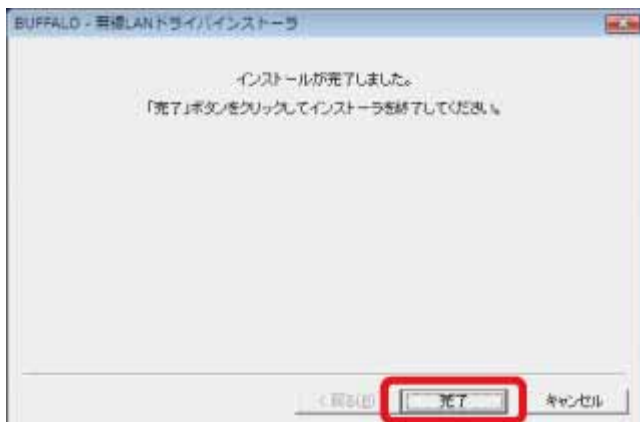 BUFFALO - 無線LANドライバインストーラ
インストールが完了しました。
「完了」ボタンをクリックしてインストーラを終了してください。
< 戻る(B)
完了
キャンセル